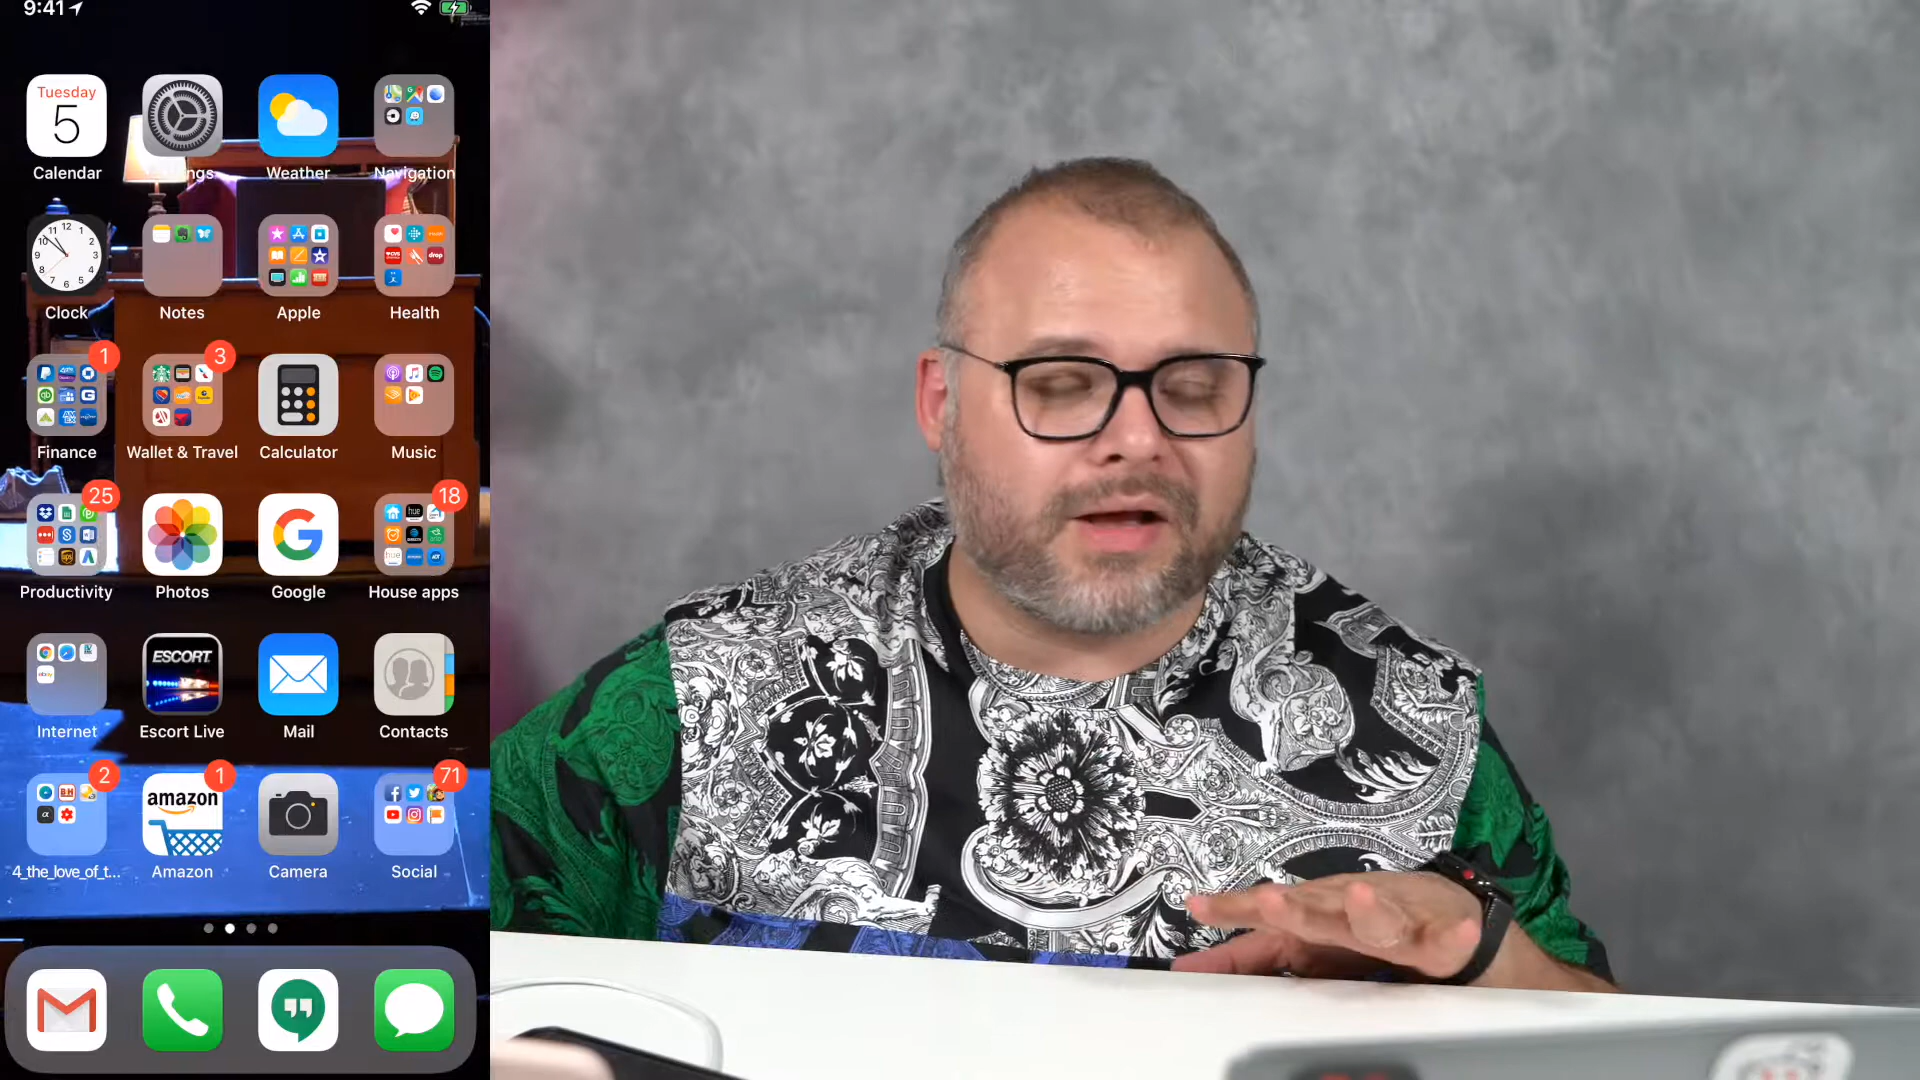 9:41
Tuesday
5
Calendar
Settings
Weather
Navigation
Clock
Notes
Apple
Health
1
3
Finance
Wallet & Travel
Calculator
Music
25
18
Productivity
Photos
Google
House apps
ESCORT
Internet
Escort Live
Mail
Contacts
2
1
71
amazon
4_the_love_of_t...
Amazon
Camera
Social